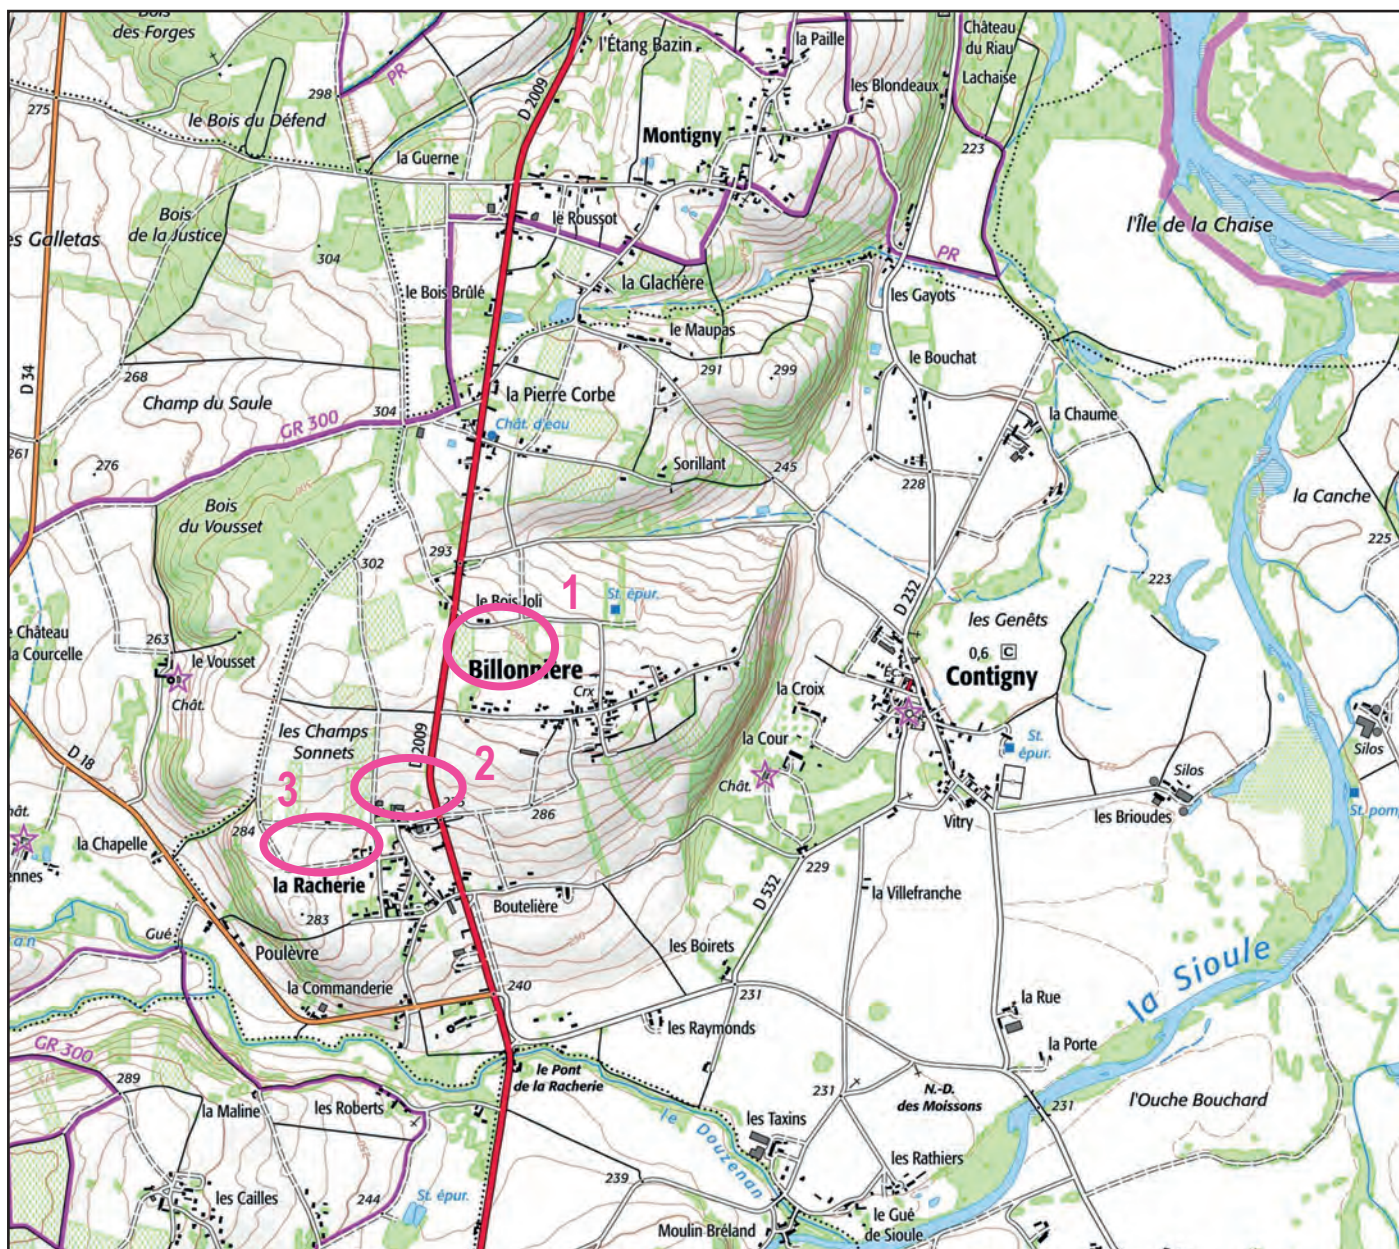 Bois
des Forges
l'Étang Bazin
la Paille
Château
du Riau
Lachaise
PR
D 2009
les Blondeaux
298
275
le Bois du Défend
Montigny
la Guerne
223
Bois
de la Justice
le Roussot
l'Île de la Chaise
es Galletas
304
PR
la Glachère
le Bois Brûlé
les Gayots
le Maupas
le Bouchat
D 34
268
291
299
la Pierre Corbe
Champ du Saule
304
GR 300
Chât. d'eau
la Chaume
261
276
Sorillant
245
228
la Canche
Bois
du Vousset
225
293
302
223
1
le Bois Joli
St. épur.
D 232
les Genêts
e Château
la Courcelle
263
le Vousset
Billonnière
0,6 C
Contigny
Crx
la Croix
Chât.
les Champs
Sonnets
D 2009
la Cour
St.
épur.
Silos
D 18
2
Chât.
Silos
3
286
St. pomp
hât.
284
la Chapelle
Vitry
les Brioudes
ennes
229
la Racherie
la Villefranche
283
Boutelière
D 532
Gué
Poulèvre
les Boirets
la Sioule
la Commanderie
240
231
la Rue
les Raymonds
GR 300
la Porte
289
le Pont
de la Racherie
la Maline
les Roberts
231
N.-D.
des Moissons
231
l'Ouche Bouchard
les Taxins
le Douzenan
les Rathiers
239
les Cailles
244
St. épur.
le Gué
de Sioule
Moulin Bréland